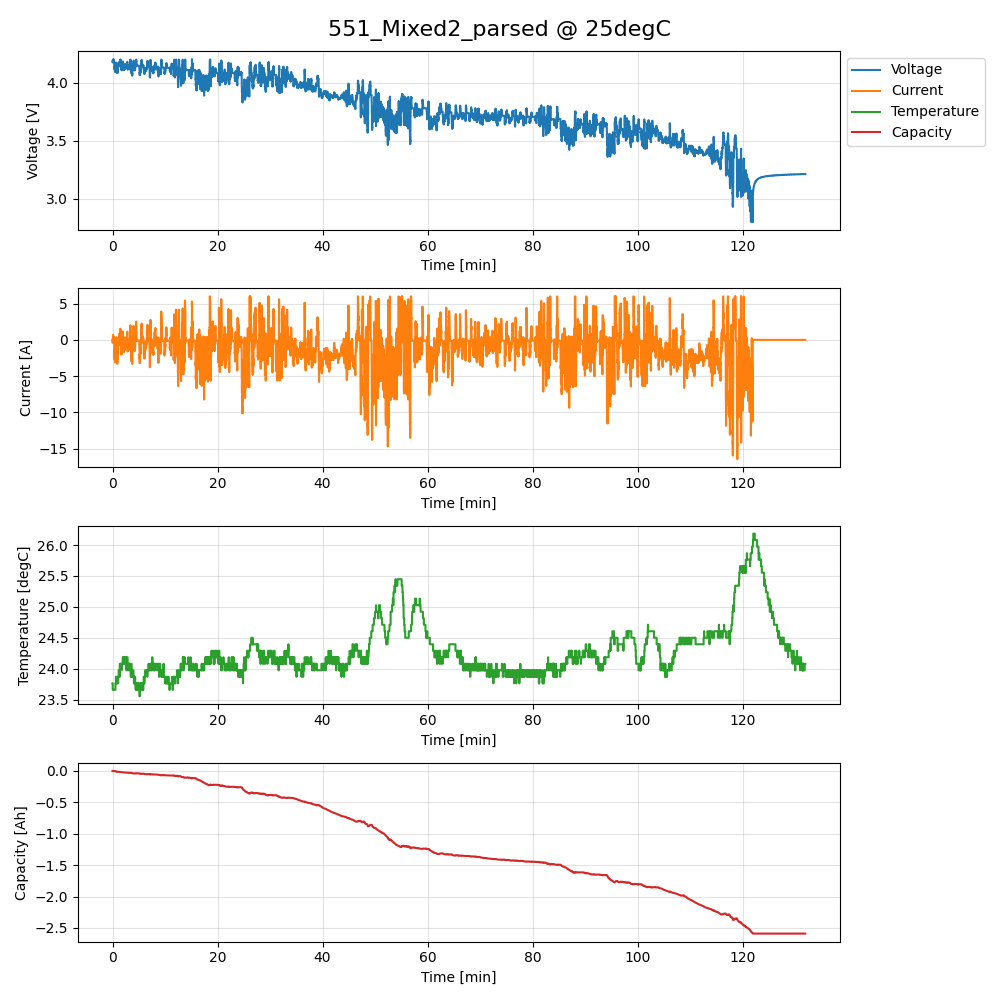 551_Mixed2_parsed @ 25degC
Voltage [V]
4.0
3.5
3.0
0 20 40 60 80 100 120
Time [min]
Voltage
Current
Temperature
Capacity
Current [A]
5
0
−5
−10
−15
0 20 40 60 80 100 120
Time [min]
Temperature [degC]
26.0
25.5
25.0
24.5
24.0
23.5
0 20 40 60 80 100 120
Time [min]
Capacity [Ah]
0.0
−0.5
−1.0
−1.5
−2.0
−2.5
0 20 40 60 80 100 120
Time [min]